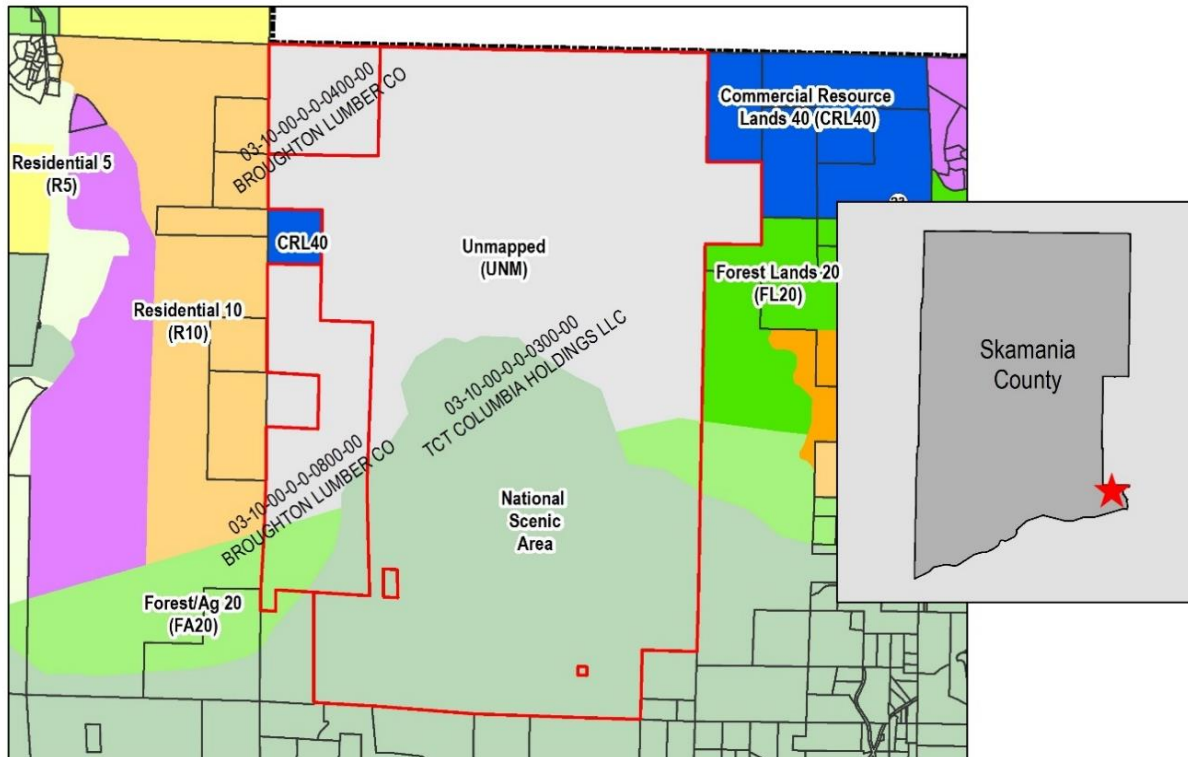 03-10-00-0-0-0400-00
BROUGHTON LUMBER CO
Commercial Resource
Lands 40 (CRL40)
Residential 5
(R5)
CRL40
Unmapped
(UNM)
Forest Lands 20
(FL20)
Residential 10
(R10)
03-10-00-0-0-0300-00
TCT COLUMBIA HOLDINGS LLC
Skamania
County
03-10-00-0-0-0800-00
BROUGHTON LUMBER CO
National
Scenic
Area
Forest/Ag 20
(FA20)